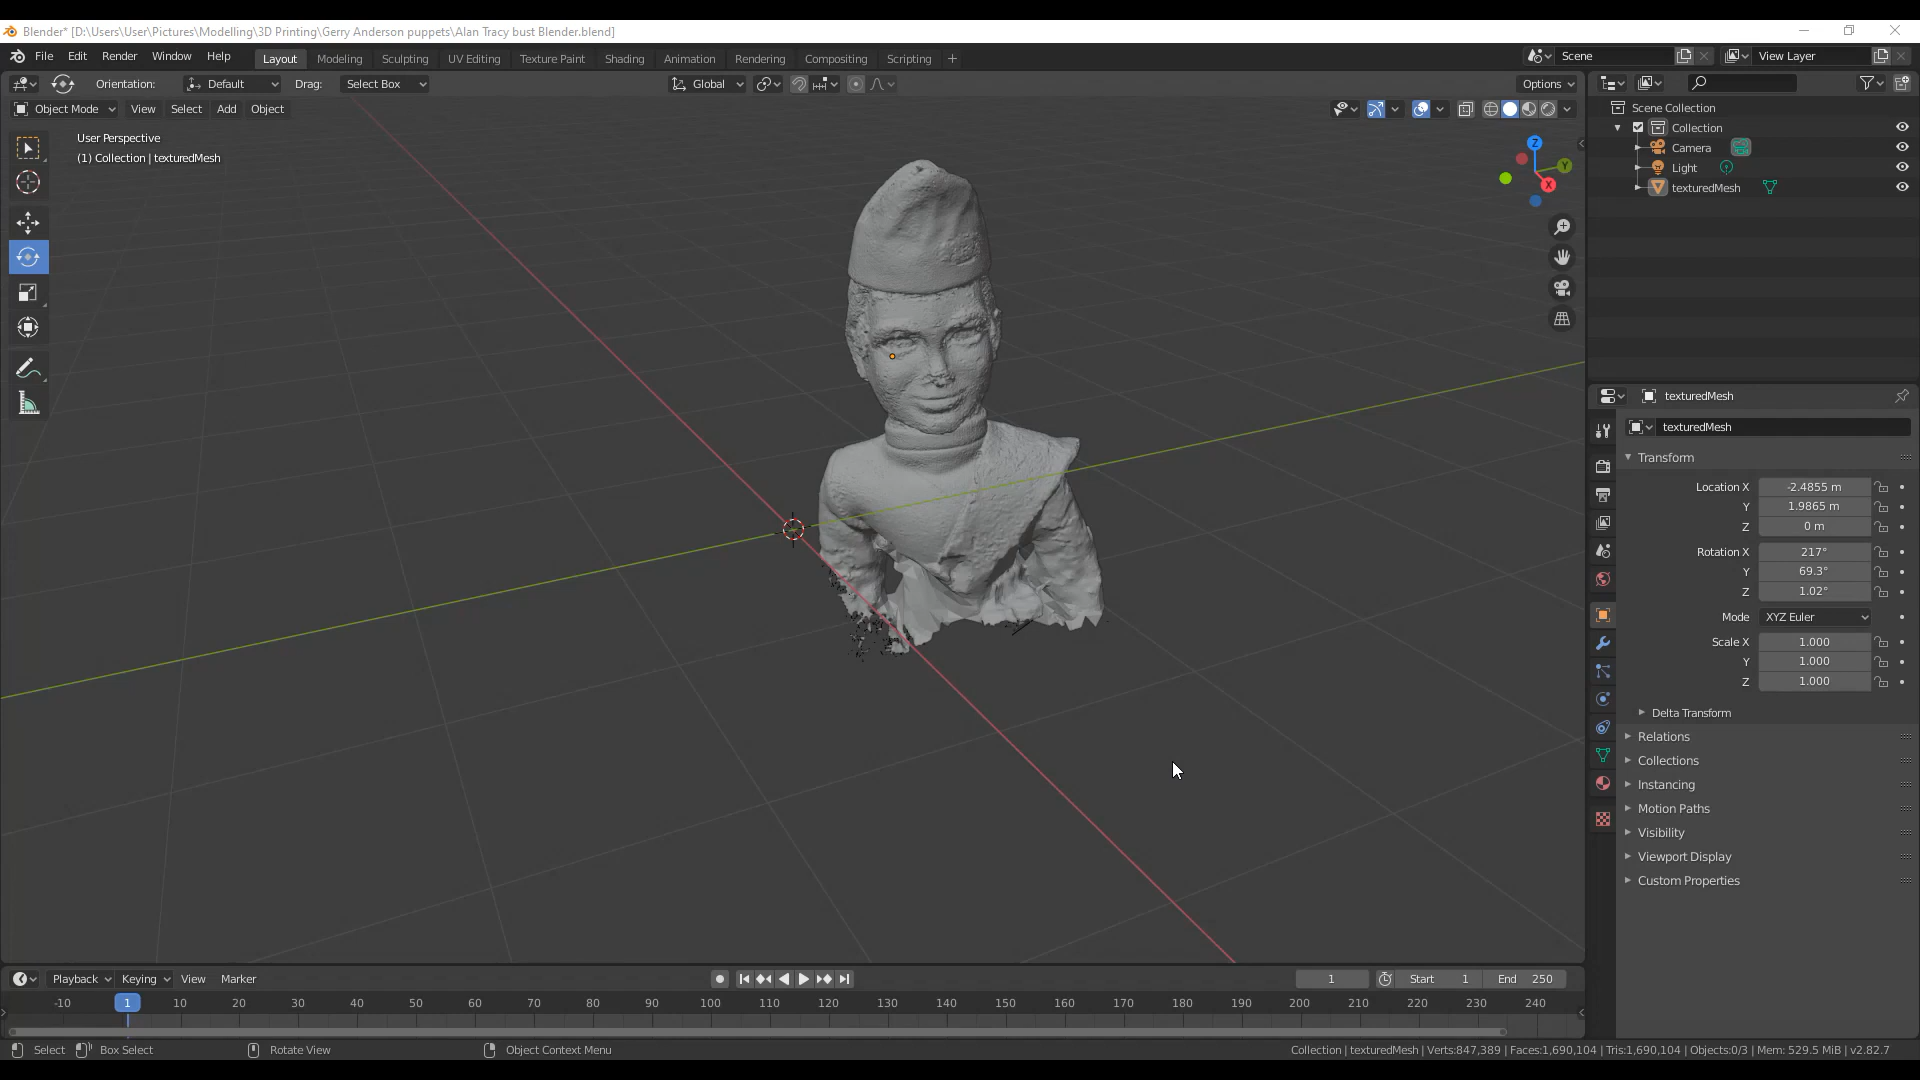 Blender* [D:\Users\User\Pictures\Modelling\3D Printing\Gerry Anderson puppets\Alan Tracy bust Blender.blend]
File Edit Render Window Help Layout Modeling Sculpting UV Editing Texture Paint Shading Animation Rendering Compositing Scripting + Scene View Layer
Orientation: Default Drag: Select Box Global Options
Object Mode View Select Add Object
User Perspective
(1) Collection | texturedMesh
Z
Y
X
Scene Collection
Collection
Camera
Light
texturedMesh
texturedMesh
texturedMesh
Transform
Location X -2.4855 m
Y 1.9865 m
Z 0 m
Rotation X 217°
Y 69.3°
Z 1.02°
Mode XYZ Euler
Scale X 1.000
Y 1.000
Z 1.000
Delta Transform
Relations
Collections
Instancing
Motion Paths
Visibility
Viewport Display
Custom Properties
Playback Keying View Marker 1 Start 1 End 250
-10 1 10 20 30 40 50 60 70 80 90 100 110 120 130 140 150 160 170 180 190 200 210 220 230 240
Select Box Select Rotate View Object Context Menu Collection | texturedMesh | Verts:847,389 | Faces:1,690,104 | Tris:1,690,104 | Objects:0/3 | Mem: 529.5 MiB | v2.82.7